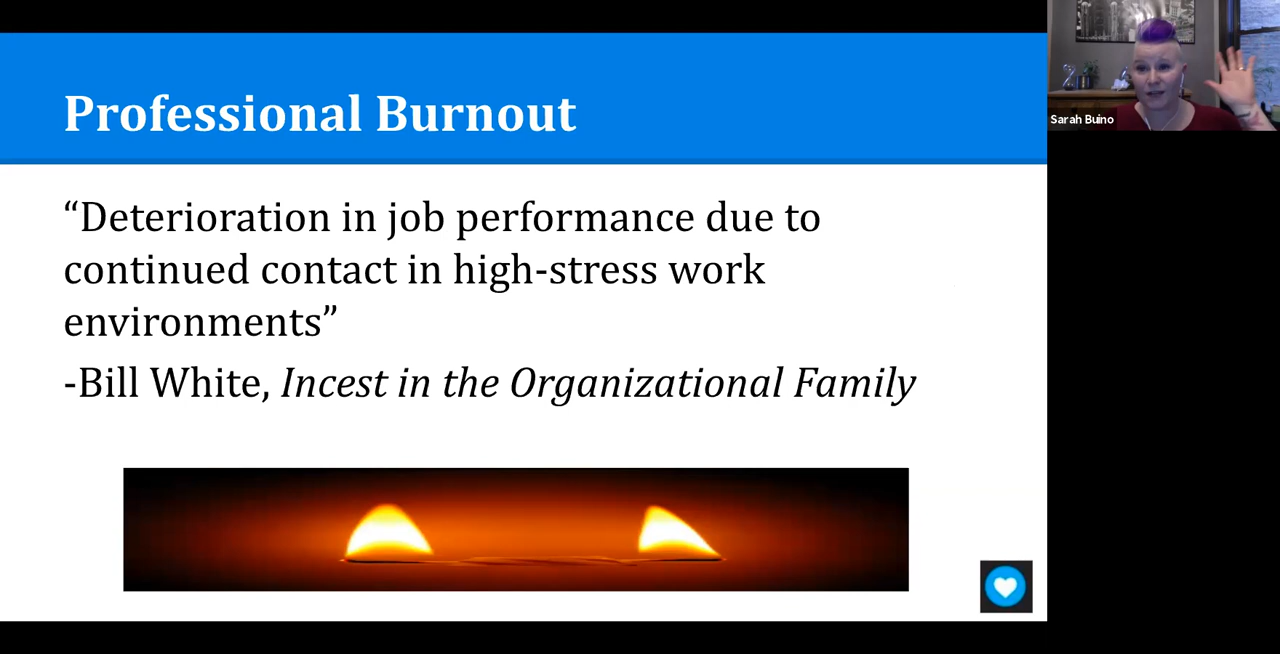 Professional Burnout
“Deterioration in job performance due to
continued contact in high-stress work
environments”
-Bill White, Incest in the Organizational Family
Sarah Buino